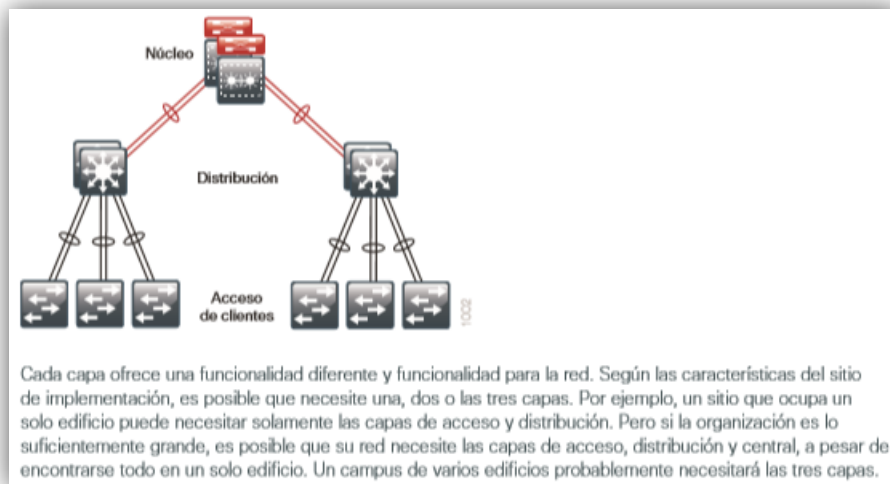 Núcleo
Distribución
Acceso
de clientes
1002
Cada capa ofrece una funcionalidad diferente y funcionalidad para la red. Según las características del sitio
de implementación, es posible que necesite una, dos o las tres capas. Por ejemplo, un sitio que ocupa un
solo edificio puede necesitar solamente las capas de acceso y distribución. Pero si la organización es lo
suficientemente grande, es posible que su red necesite las capas de acceso, distribución y central, a pesar de
encontrarse todo en un solo edificio. Un campus de varios edificios probablemente necesitará las tres capas.